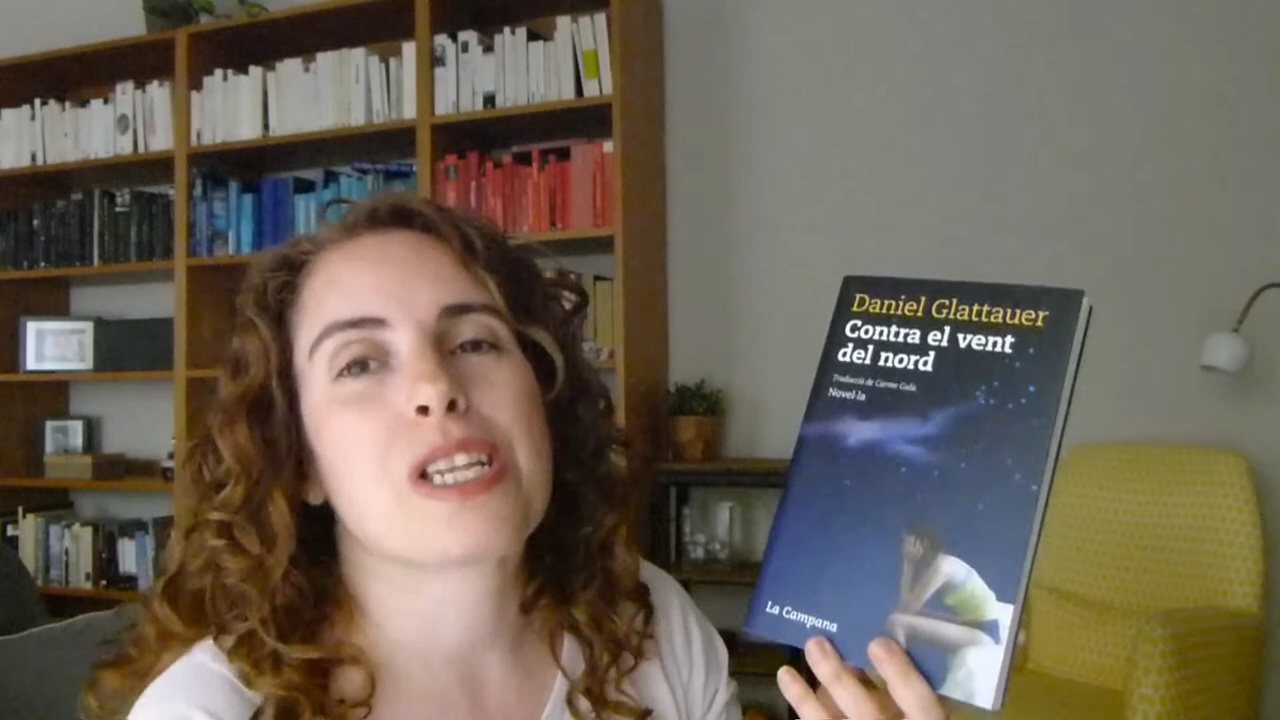 Daniel Glattauer
Contra el vent
del nord
Traducció de Carme Gala
Novel·la
La Campana